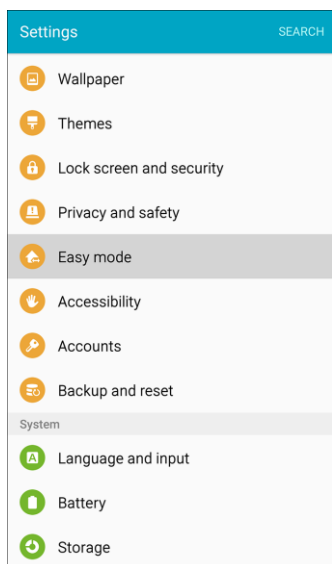 Settings SEARCH
Wallpaper
Themes
Lock screen and security
Privacy and safety
Easy mode
Accessibility
Accounts
Backup and reset
System
Language and input
Battery
Storage